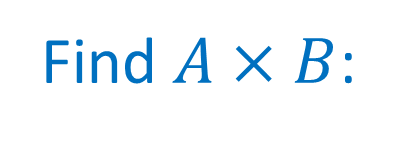 Find 𝐴 × 𝐵: